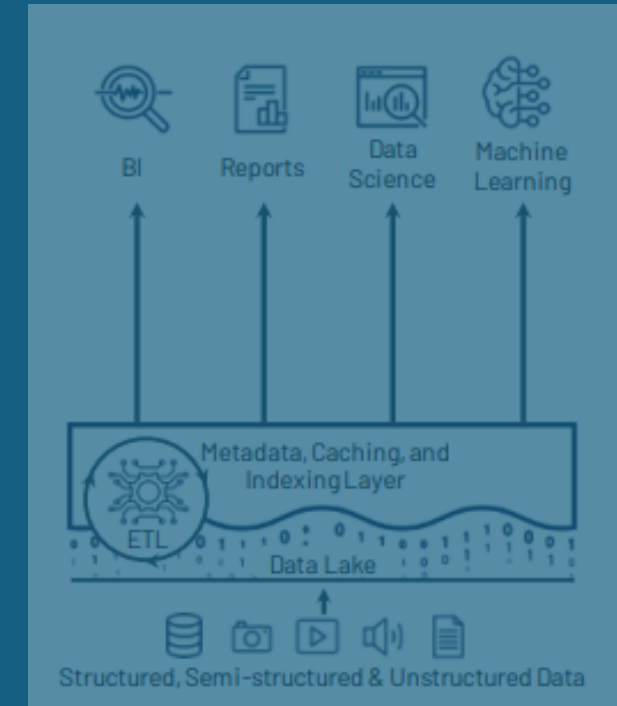 BI
Reports
Data
Science
Machine
Learning
Metadata, Caching, and
Indexing Layer
ETL
Data Lake
Structured, Semi-structured & Unstructured Data